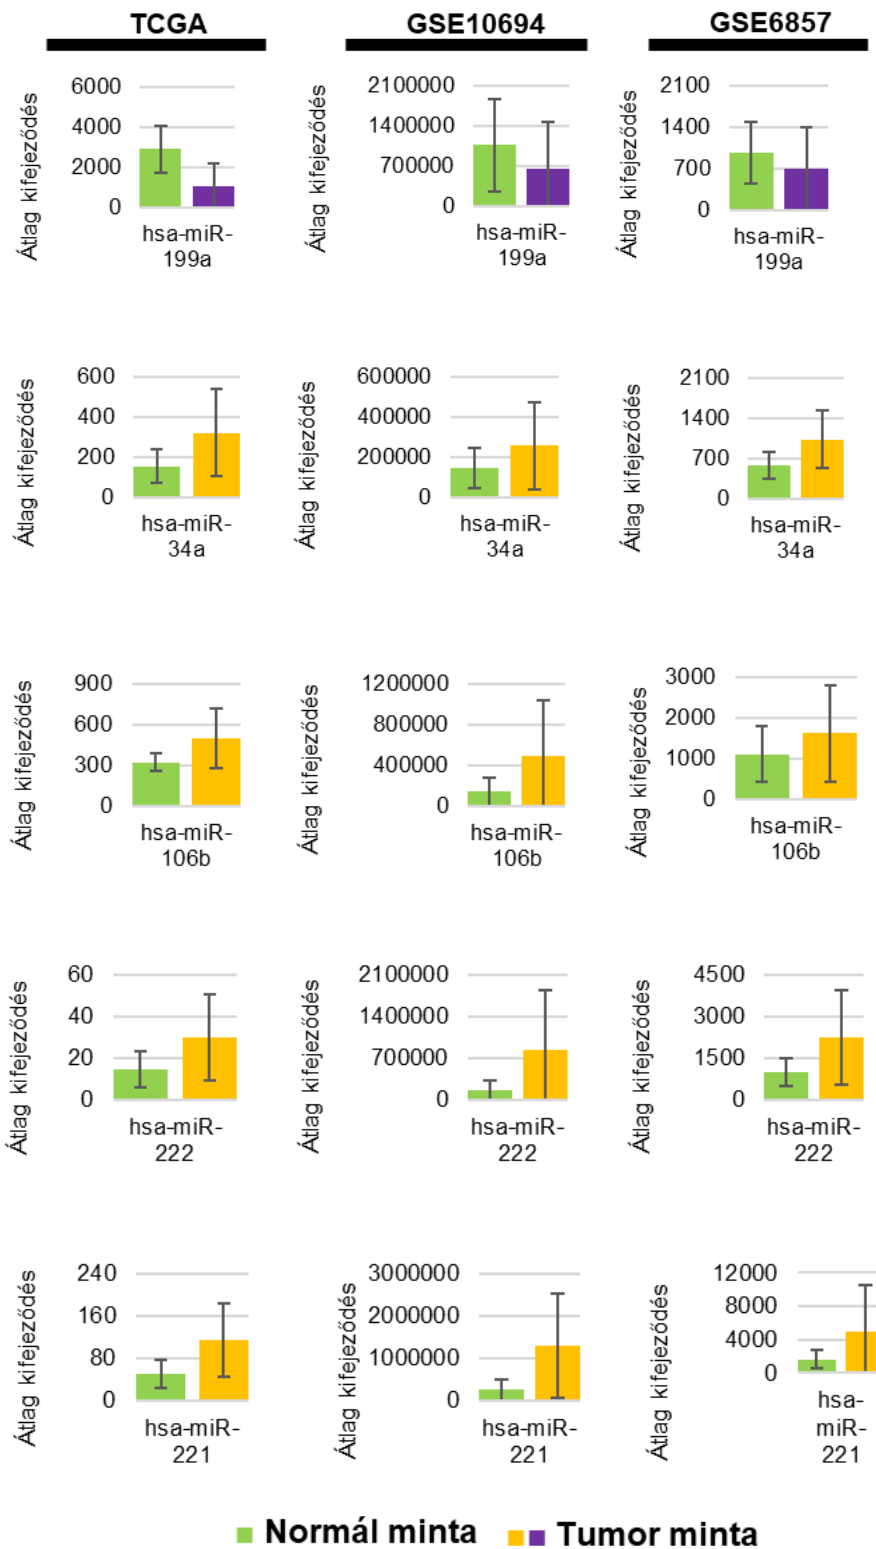 TCGA
GSE10694
GSE6857
Átlag kifejeződés
6000
4000
2000
0
hsa-miR-
199a
Átlag kifejeződés
2100000
1400000
700000
0
hsa-miR-
199a
Átlag kifejeződés
2100
1400
700
0
hsa-miR-
199a
Átlag kifejeződés
600
400
200
0
hsa-miR-
34a
Átlag kifejeződés
600000
400000
200000
0
hsa-miR-
34a
Átlag kifejeződés
2100
1400
700
0
hsa-miR-
34a
Átlag kifejeződés
900
600
300
0
hsa-miR-
106b
Átlag kifejeződés
1200000
800000
400000
0
hsa-miR-
106b
Átlag kifejeződés
3000
2000
1000
0
hsa-miR-
106b
Átlag kifejeződés
60
40
20
0
hsa-miR-
222
Átlag kifejeződés
2100000
1400000
700000
0
hsa-miR-
222
Átlag kifejeződés
4500
3000
1500
0
hsa-miR-
222
Átlag kifejeződés
240
160
80
0
hsa-miR-
221
Átlag kifejeződés
3000000
2000000
1000000
0
hsa-miR-
221
Átlag kifejeződés
12000
8000
4000
0
hsa-
miR-
221
Normál minta
Tumor minta